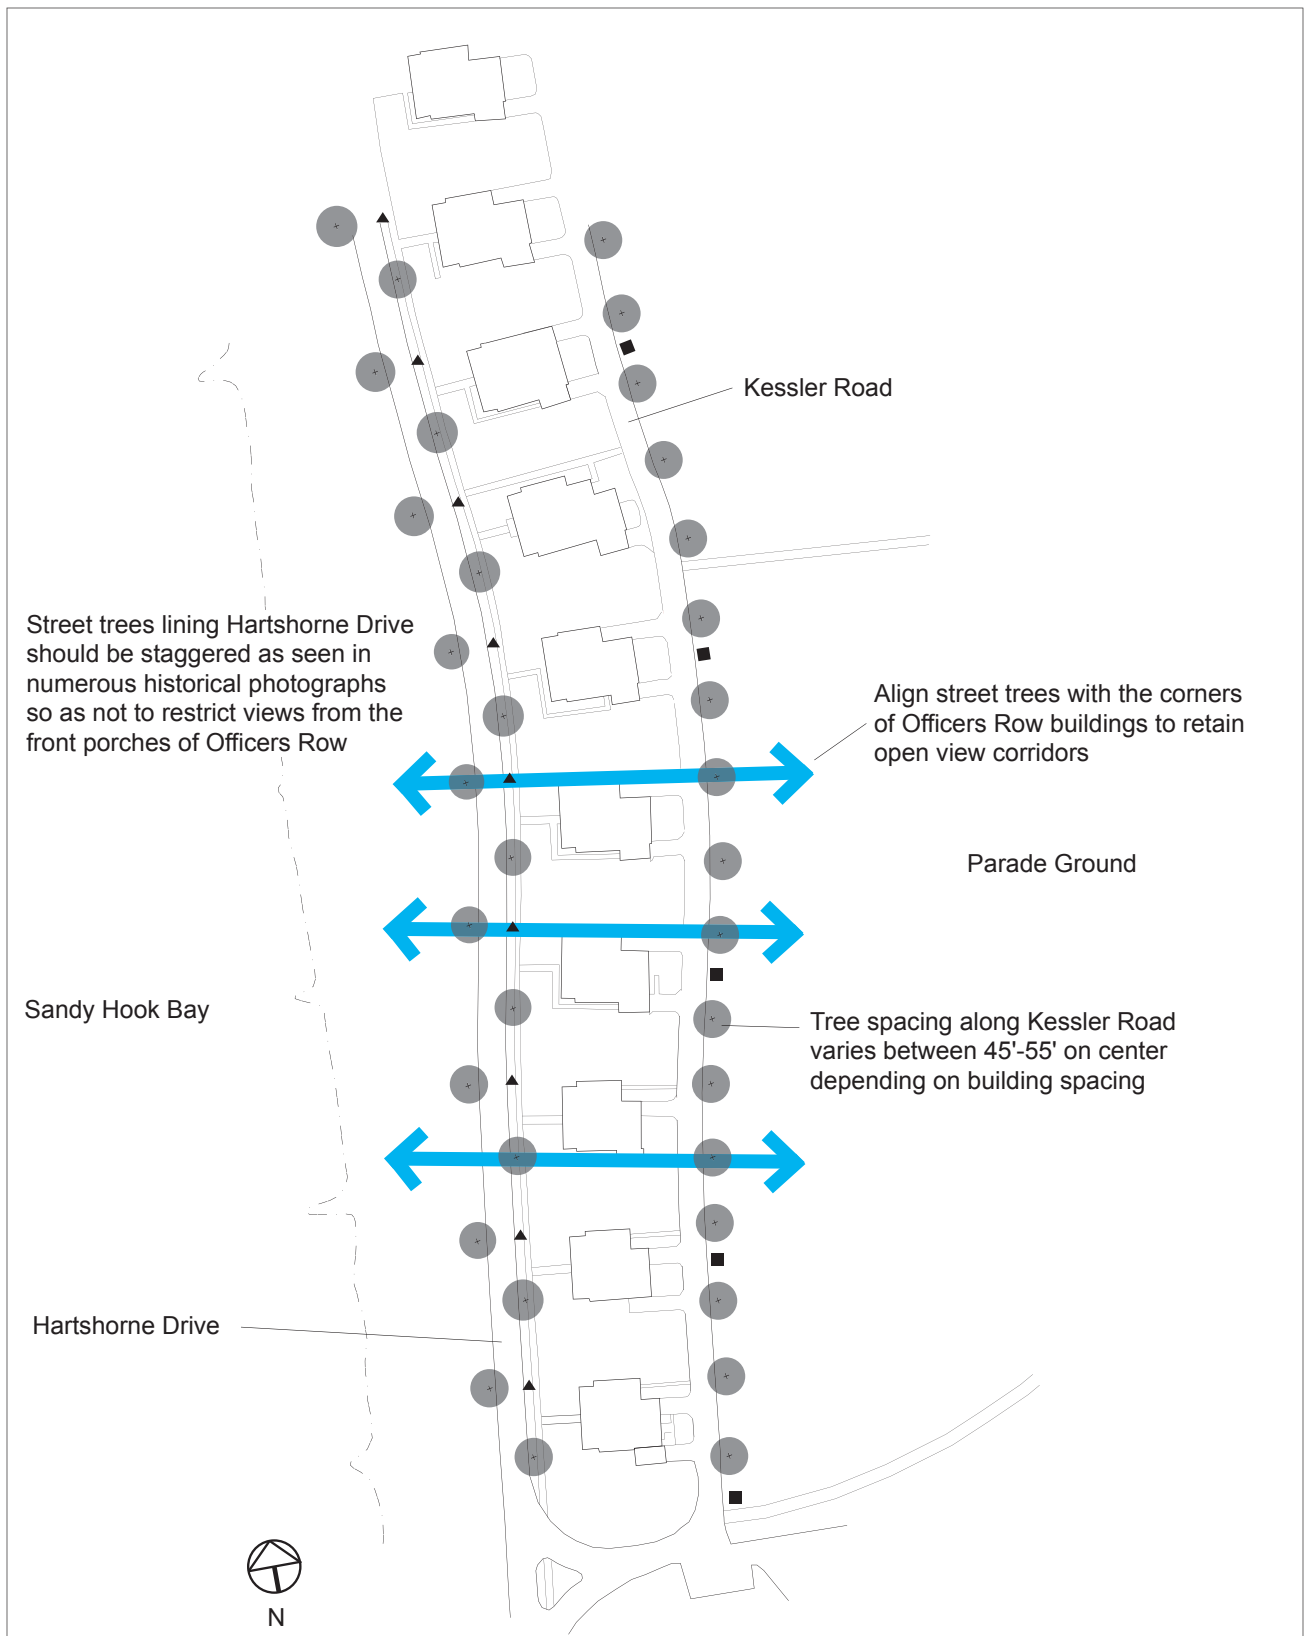 Kessler Road
Street trees lining Hartshorne Drive
should be staggered as seen in
numerous historical photographs
so as not to restrict views from the
front porches of Officers Row
Align street trees with the corners
of Officers Row buildings to retain
open view corridors
Parade Ground
Sandy Hook Bay
Tree spacing along Kessler Road
varies between 45'-55' on center
depending on building spacing
Hartshorne Drive
N